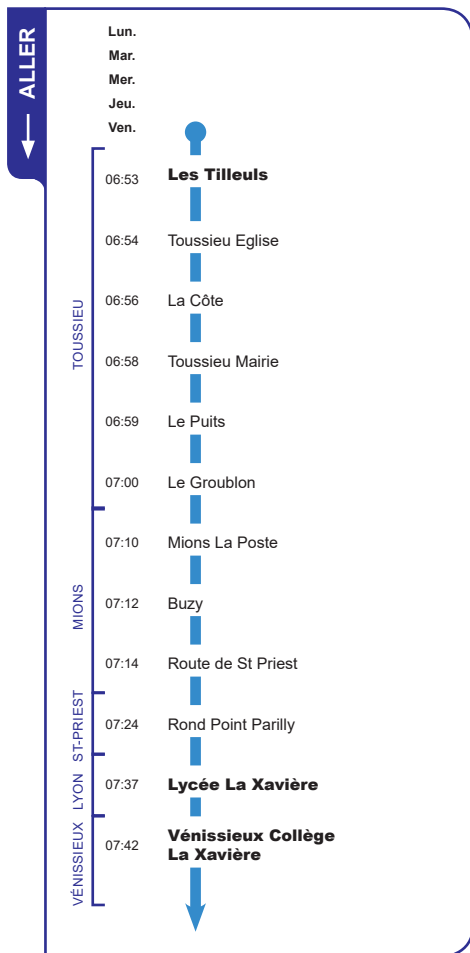 ALLER
Lun.
Mar.
Mer.
Jeu.
Ven.
TOUSSIEU
06:53 Les Tilleuls
06:54 Toussieu Eglise
06:56 La Côte
06:58 Toussieu Mairie
06:59 Le Puits
07:00 Le Groublon
MIONS
07:10 Mions La Poste
07:12 Buzy
07:14 Route de St Priest
ST-PRIEST
07:24 Rond Point Parilly
LYON
07:37 Lycée La Xavière
VÉNISSIEUX
07:42 Vénissieux Collège
La Xavière